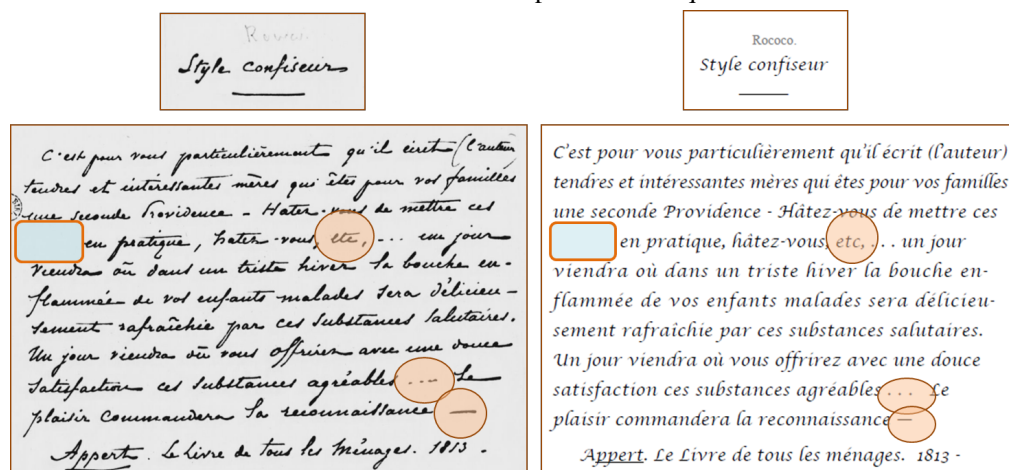 Rococo.
Style confiseur
C'est pour vous particulièrement qu'il écrit (l'auteur)
tendres et intéressantes mères qui êtes pour vos familles
une seconde Providence - Hatez-vous de mettre ces
en pratique, hatez-vous, etc, ... un jour
viendra où dans un triste hiver la bouche en-
flammée de vos enfants malades sera délicieu-
sement rafraîchie par ces substances salutaires.
Un jour viendra où vous offrirez avec une douce
satisfaction ces substances agréables ... Le
plaisir commandera la reconnaissance —
Appert. Le Livre de tous les Ménages. 1813 -
Rococo.
Style confiseur
C'est pour vous particulièrement qu'il écrit (l'auteur)
tendres et intéressantes mères qui êtes pour vos familles
une seconde Providence - Hâtez-vous de mettre ces
en pratique, hâtez-vous, etc, ... un jour
viendra où dans un triste hiver la bouche en-
flammée de vos enfants malades sera délicieu-
sement rafraîchie par ces substances salutaires.
Un jour viendra où vous offrirez avec une douce
satisfaction ces substances agréables ... Le
plaisir commandera la reconnaissance —
Appert. Le Livre de tous les ménages. 1813 -